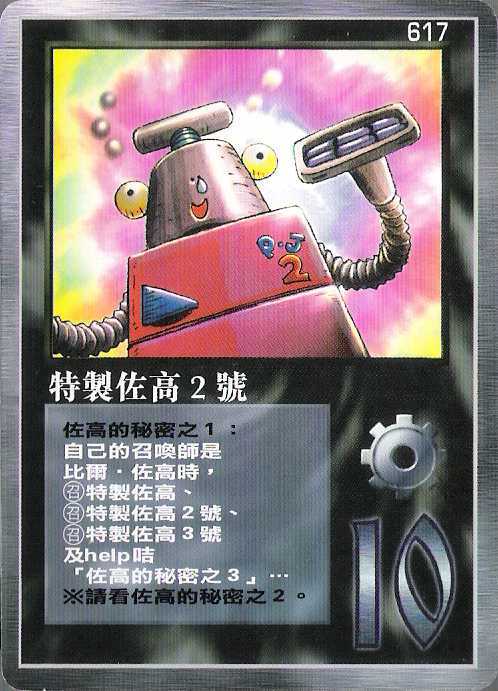 617
P.J
2
特製佐高2號
佐高的秘密之1：
自己的召喚師是
比爾·佐高時，
召特製佐高、
召特製佐高2號、
召特製佐高3號
及help咭
「佐高的秘密之3」…
※請看佐高的秘密之2。
10